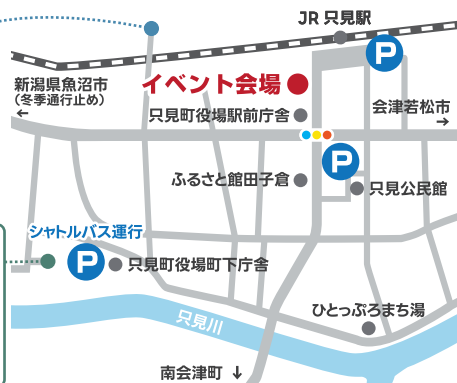 JR 只見駅
P
新潟県魚沼市
(冬季通行止め)
←
イベント会場
只見町役場駅前庁舎
会津若松市
→
P
ふるさと館田子倉
只見公民館
シャトルバス運行
P
只見町役場町下庁舎
ひとっぷろまち湯
只見川
南会津町 ↓